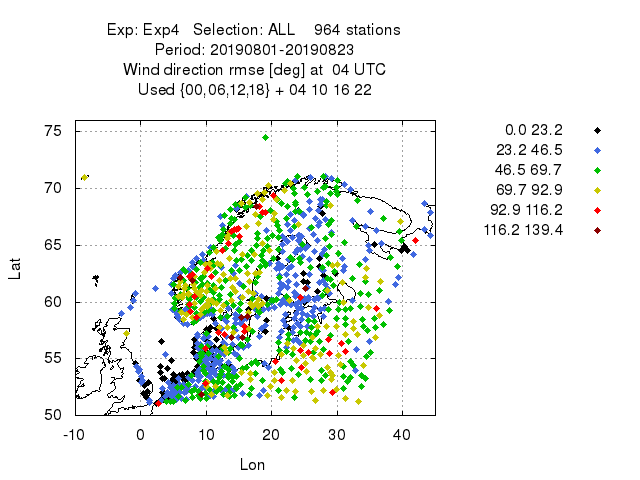 Exp: Exp4 Selection: ALL 964 stations
Period: 20190801-20190823
Wind direction rmse [deg] at 04 UTC
Used {00,06,12,18} + 04 10 16 22
0.0 23.2
23.2 46.5
46.5 69.7
69.7 92.9
92.9 116.2
116.2 139.4
75
70
65
60
55
50
Lat
-10 0 10 20 30 40
Lon